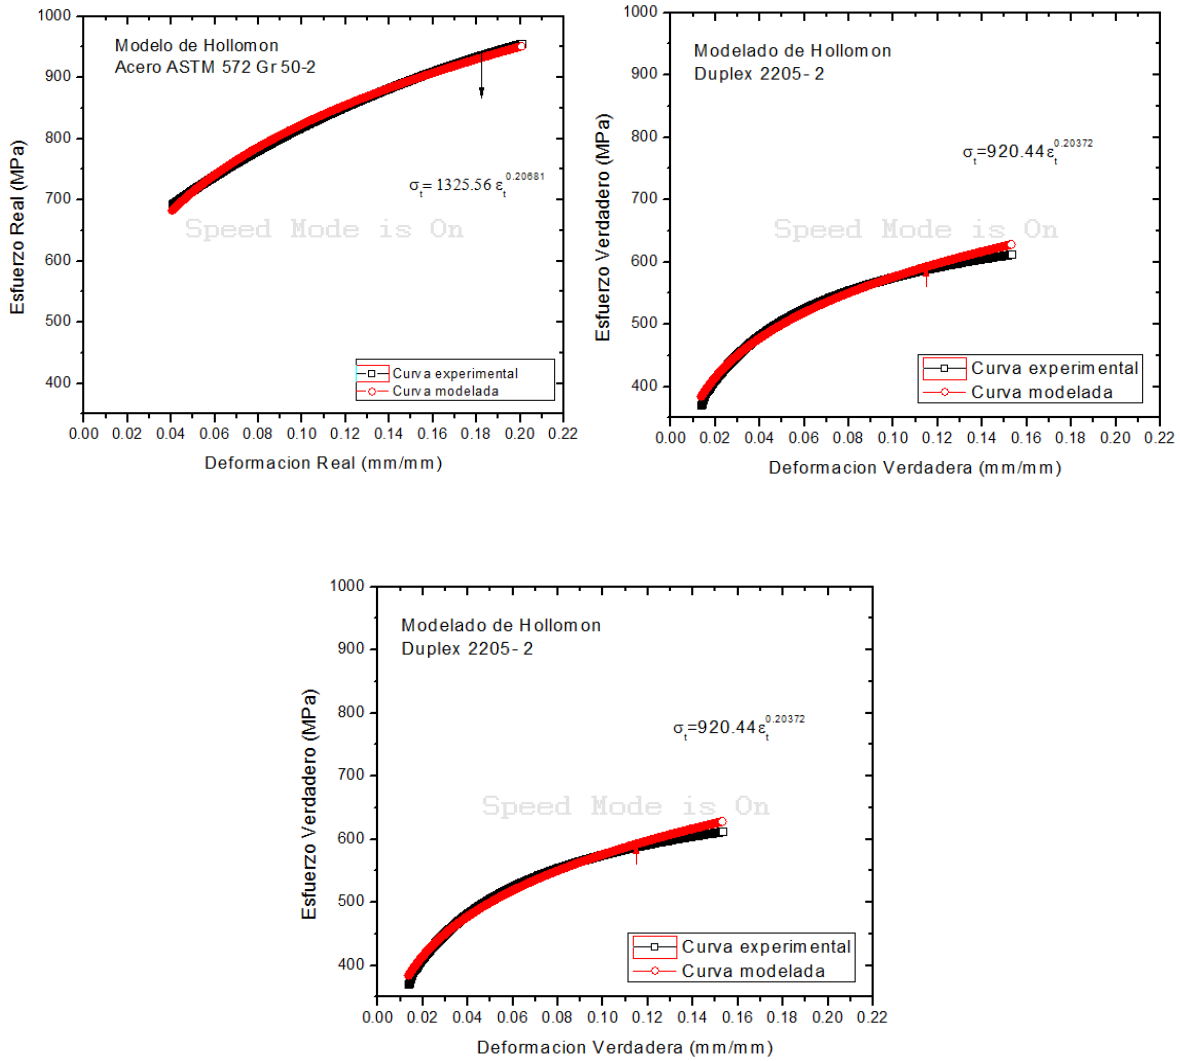 Modelo de Hollomon
Acero ASTM 572 Gr 50-2
σt= 1325.56 εt^0.20681
Speed Mode is On
Curva experimental
Curva modelada
Esfuerzo Real (MPa)
1000
900
800
700
600
500
400
0.00 0.02 0.04 0.06 0.08 0.10 0.12 0.14 0.16 0.18 0.20 0.22
Deformacion Real (mm/mm)
Modelado de Hollomon
Duplex 2205- 2
σt=920.44εt^0.20372
Speed Mode is On
Curva experimental
Curva modelada
Esfuerzo Verdadero (MPa)
1000
900
800
700
600
500
400
0.00 0.02 0.04 0.06 0.08 0.10 0.12 0.14 0.16 0.18 0.20 0.22
Deformacion Verdadera (mm/mm)
Modelado de Hollomon
Duplex 2205- 2
σt=920.44εt^0.20372
Speed Mode is On
Curva experimental
Curva modelada
Esfuerzo Verdadero (MPa)
1000
900
800
700
600
500
400
0.00 0.02 0.04 0.06 0.08 0.10 0.12 0.14 0.16 0.18 0.20 0.22
Deformacion Verdadera (mm/mm)